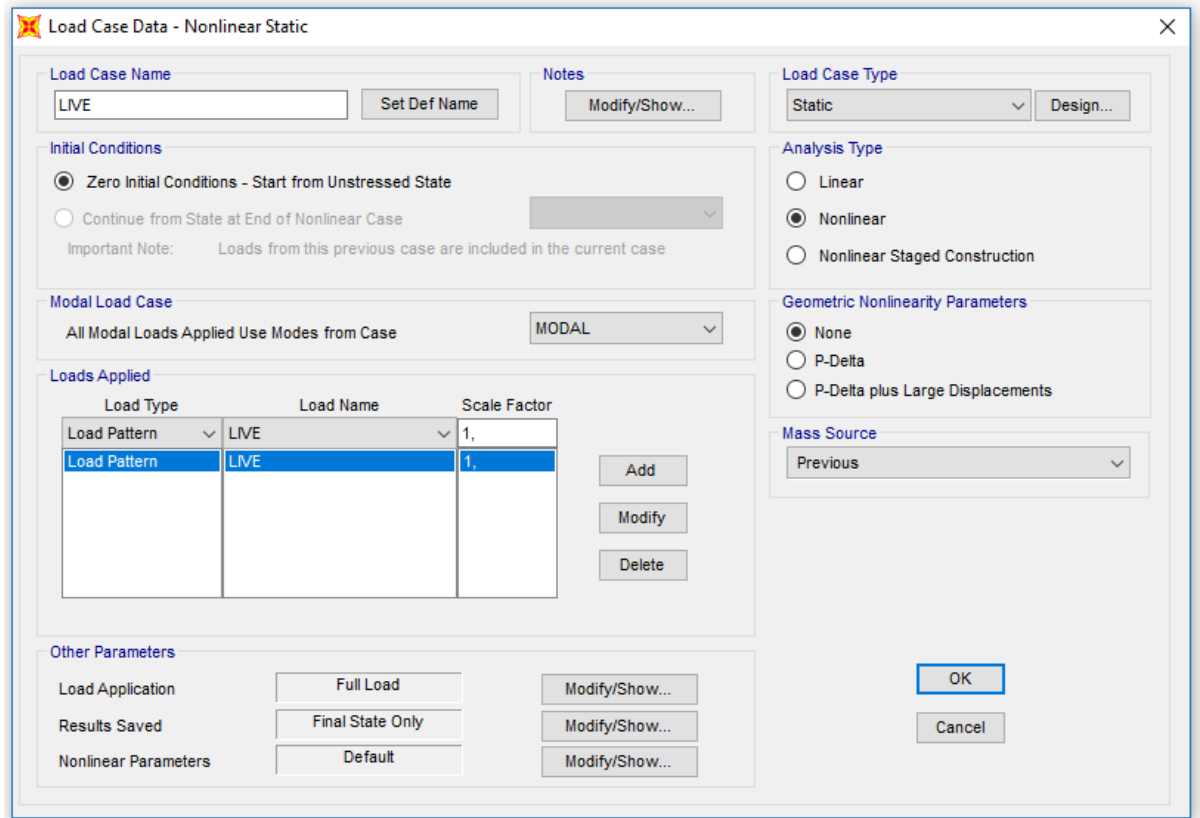 Load Case Data - Nonlinear Static
Load Case Name
LIVE
Set Def Name
Notes
Modify/Show...
Load Case Type
Static
Design...
Initial Conditions
Zero Initial Conditions - Start from Unstressed State
Continue from State at End of Nonlinear Case
Important Note: Loads from this previous case are included in the current case
Analysis Type
Linear
Nonlinear
Nonlinear Staged Construction
Modal Load Case
All Modal Loads Applied Use Modes from Case
MODAL
Geometric Nonlinearity Parameters
None
P-Delta
P-Delta plus Large Displacements
Loads Applied
Load Type Load Name Scale Factor
Load Pattern LIVE 1,
Load Pattern LIVE 1,
Add
Modify
Delete
Mass Source
Previous
Other Parameters
Load Application Full Load Modify/Show...
Results Saved Final State Only Modify/Show...
Nonlinear Parameters Default Modify/Show...
OK
Cancel